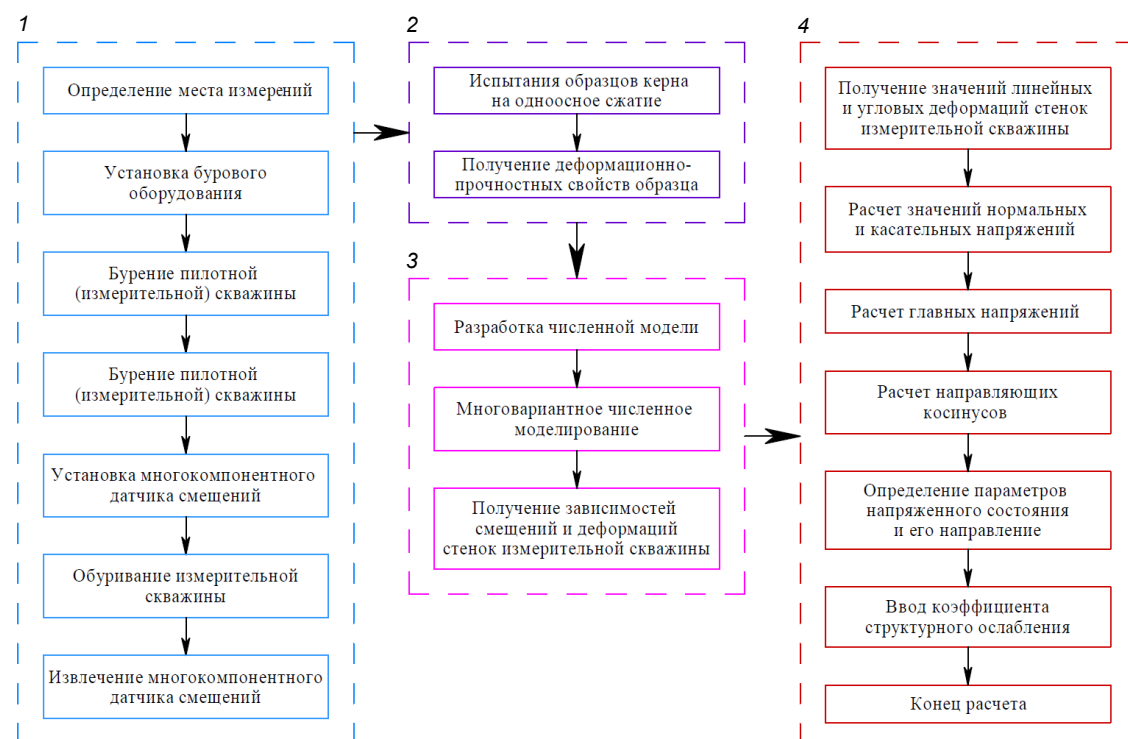 1
Определение места измерений
Установка бурового
оборудования
Бурение пилотной
(измерительной) скважины
Бурение пилотной
(измерительной) скважины
Установка многокомпонентного
датчика смещений
Обуривание измерительной
скважины
Извлечение многокомпонентного
датчика смещений
2
Испытания образцов керна
на одноосное сжатие
Получение деформационно-
прочностных свойств образца
3
Разработка численной модели
Многовариантное численное
моделирование
Получение зависимостей
смещений и деформаций
стенок измерительной скважины
4
Получение значений линейных
и угловых деформаций стенок
измерительной скважины
Расчет значений нормальных
и касательных напряжений
Расчет главных напряжений
Расчет направляющих
косинусов
Определение параметров
напряженного состояния
и его направление
Ввод коэффициента
структурного ослабления
Конец расчета